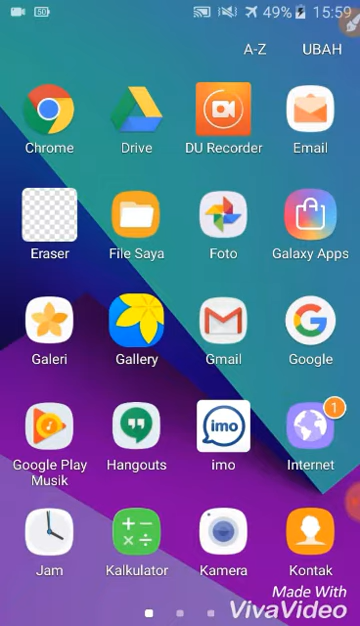 50 49% 15:59
A-Z UBAH
Chrome Drive DU Recorder Email
Eraser File Saya Foto Galaxy Apps
Galeri Gallery Gmail Google
imo
1
Google Play Musik Hangouts imo Internet
Jam Kalkulator Kamera Kontak
Made With
VivaVideo